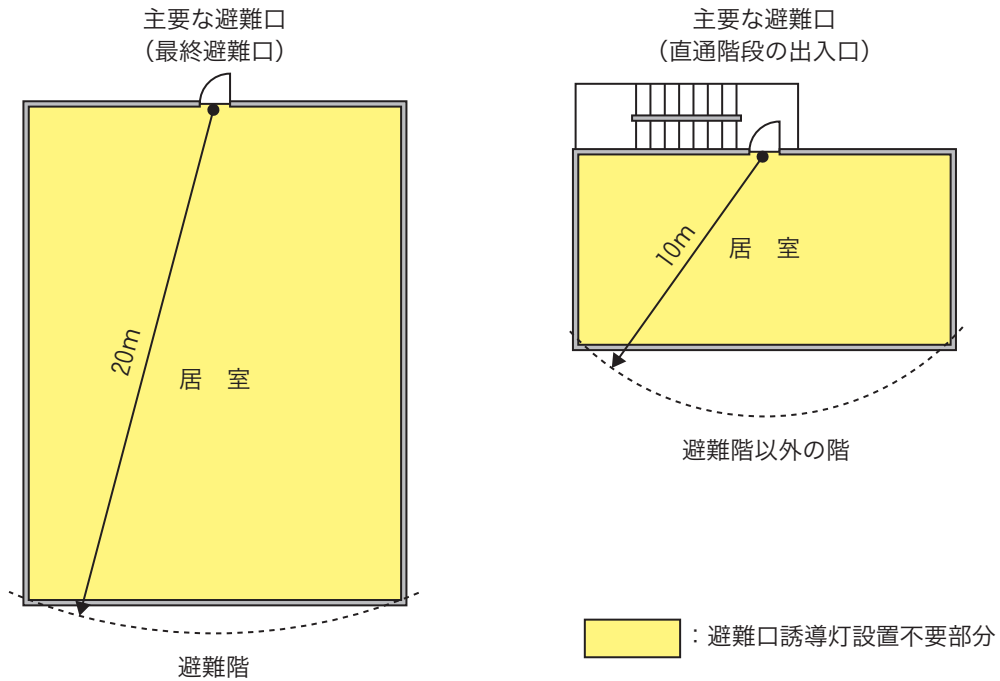 主要な避難口
（最終避難口）
20m
居　室
避難階
主要な避難口
（直通階段の出入口）
10m
居　室
避難階以外の階
：避難口誘導灯設置不要部分